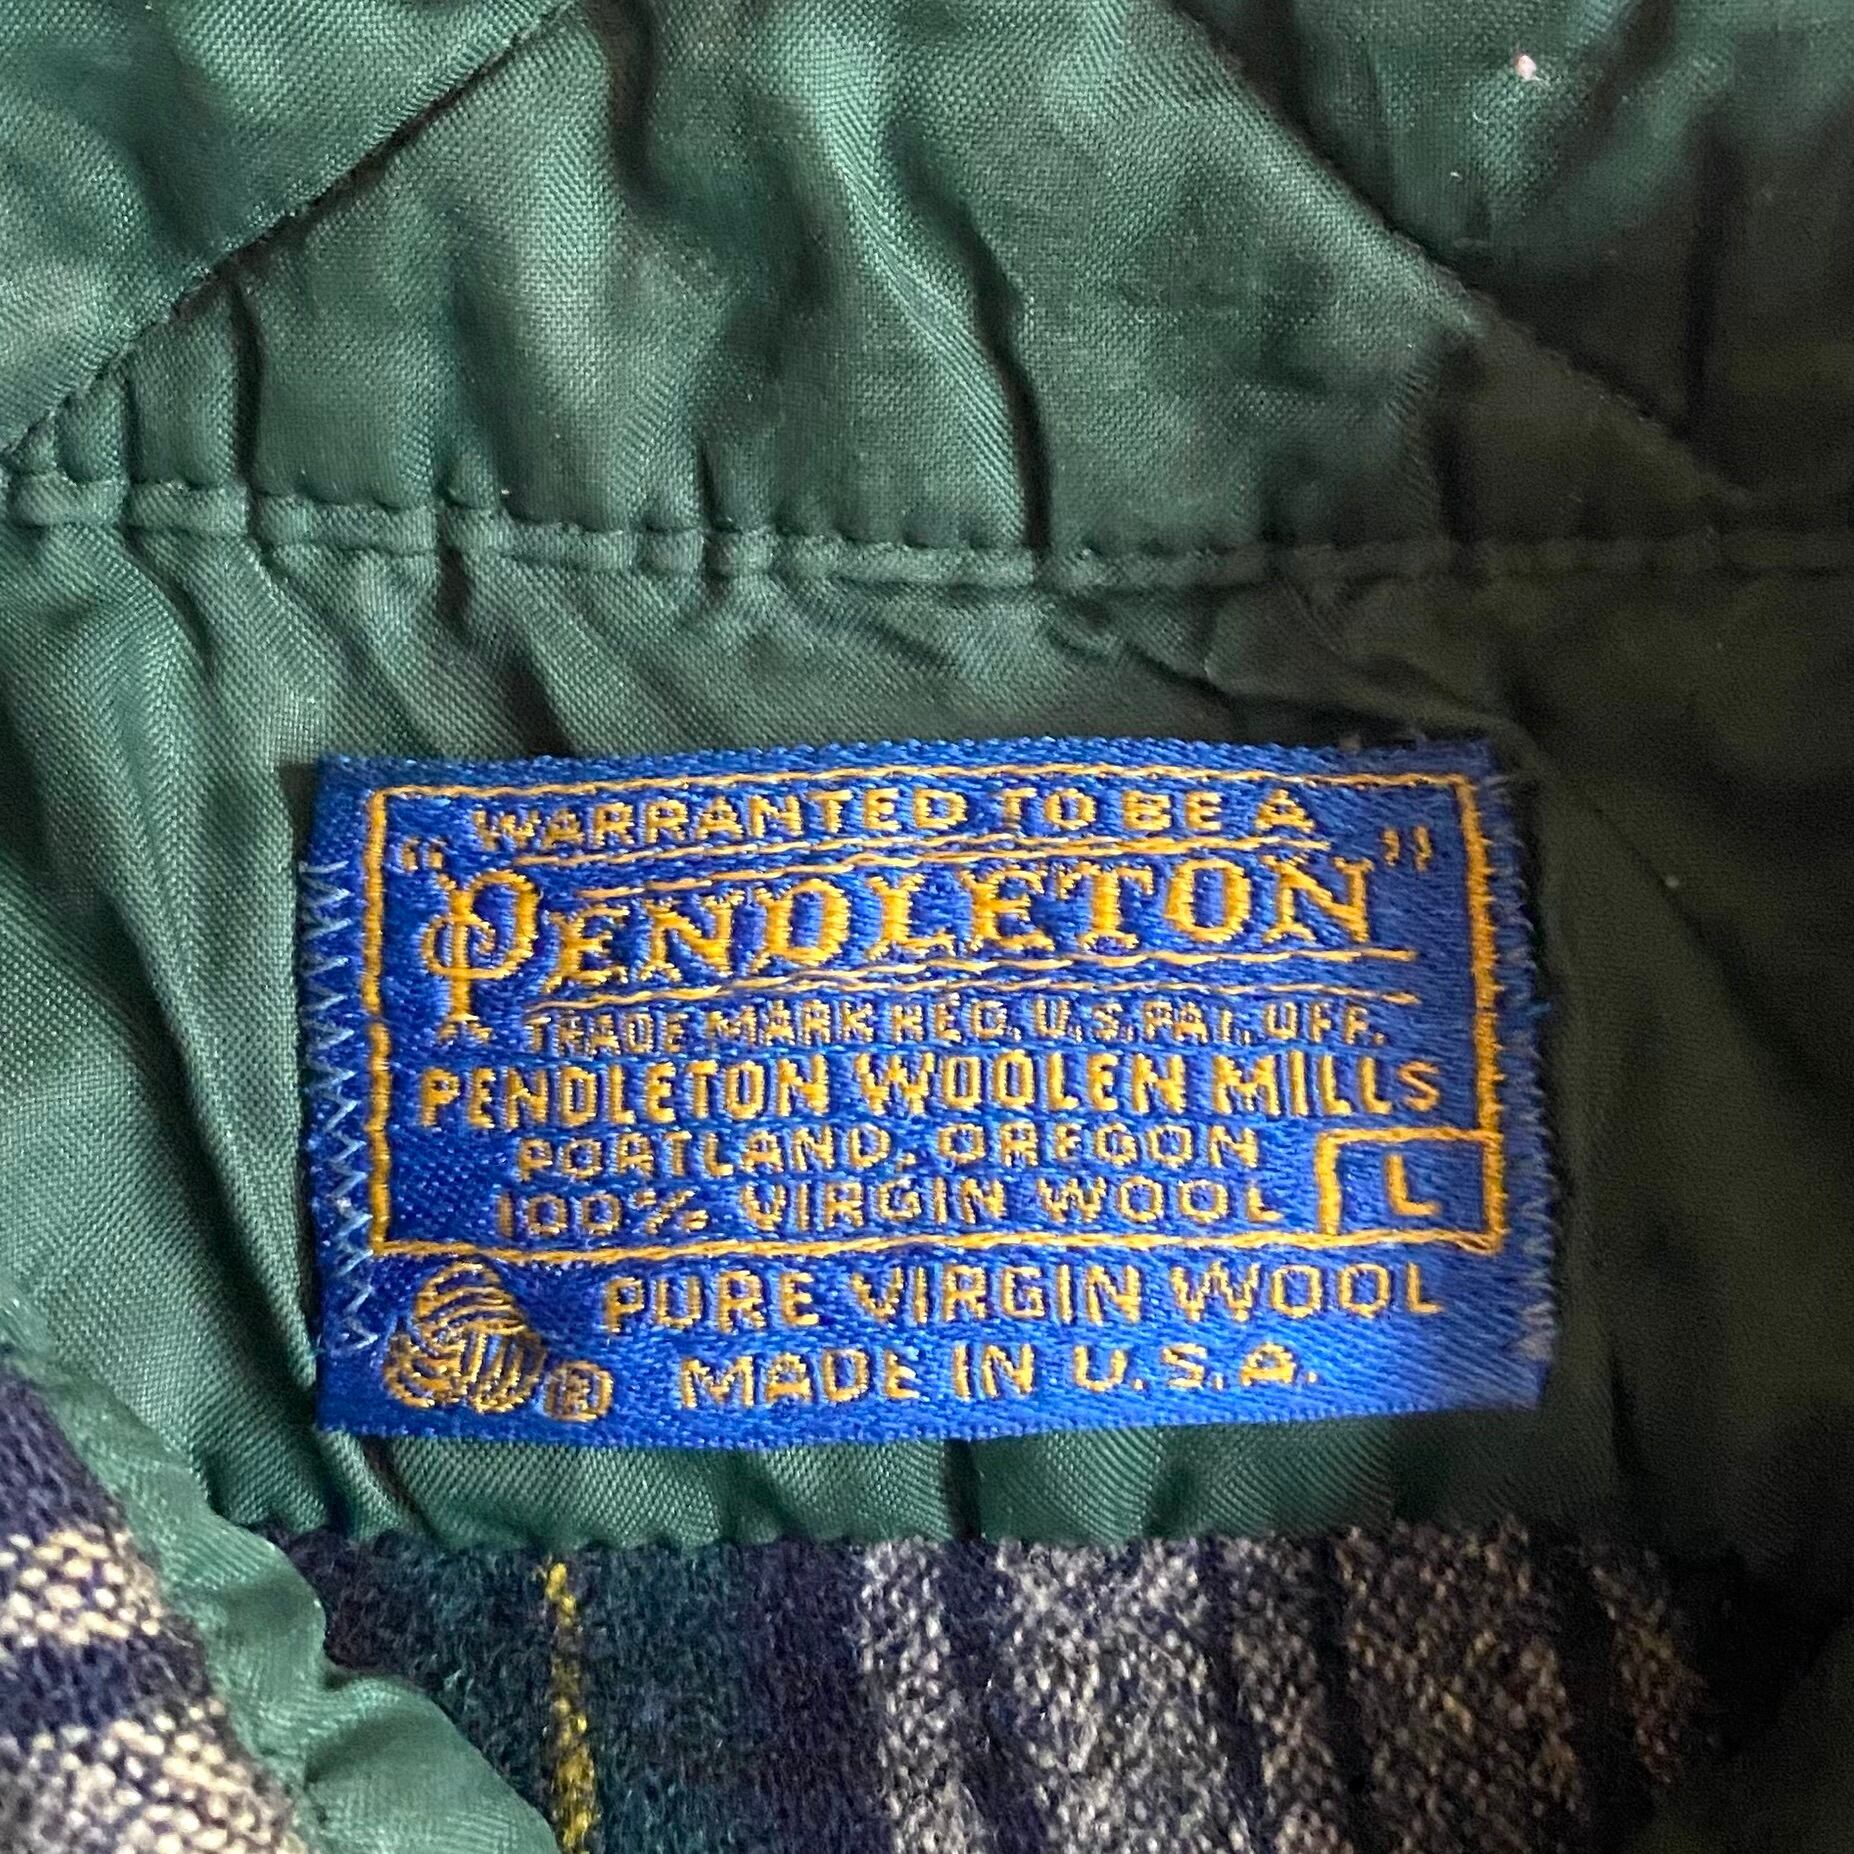 WARRANTED TO BE A
"PENDLETON"
TRADE MARK REG. U.S. PAT. OFF.
PENDLETON WOOLEN MILLS
PORTLAND, OREGON
100% VIRGIN WOOL L
PURE VIRGIN WOOL
® MADE IN U.S.A.